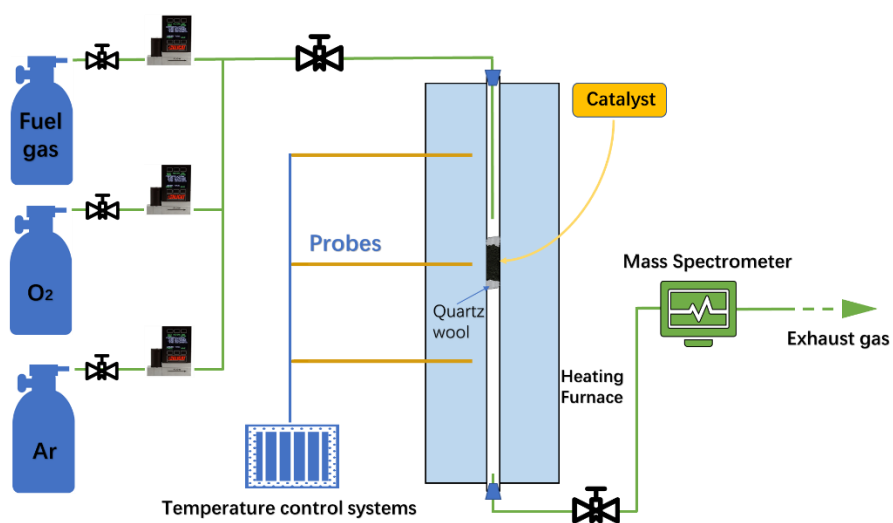 Fuel
gas
O2
Ar
Probes
Catalyst
Quartz
wool
Heating
Furnace
Temperature control systems
Mass Spectrometer
Exhaust gas